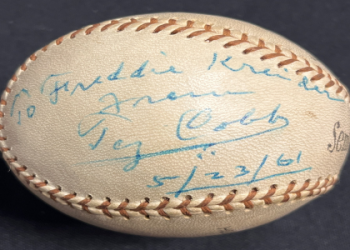 To Freddie Kreider
From
Ty Cobb
5/23/61